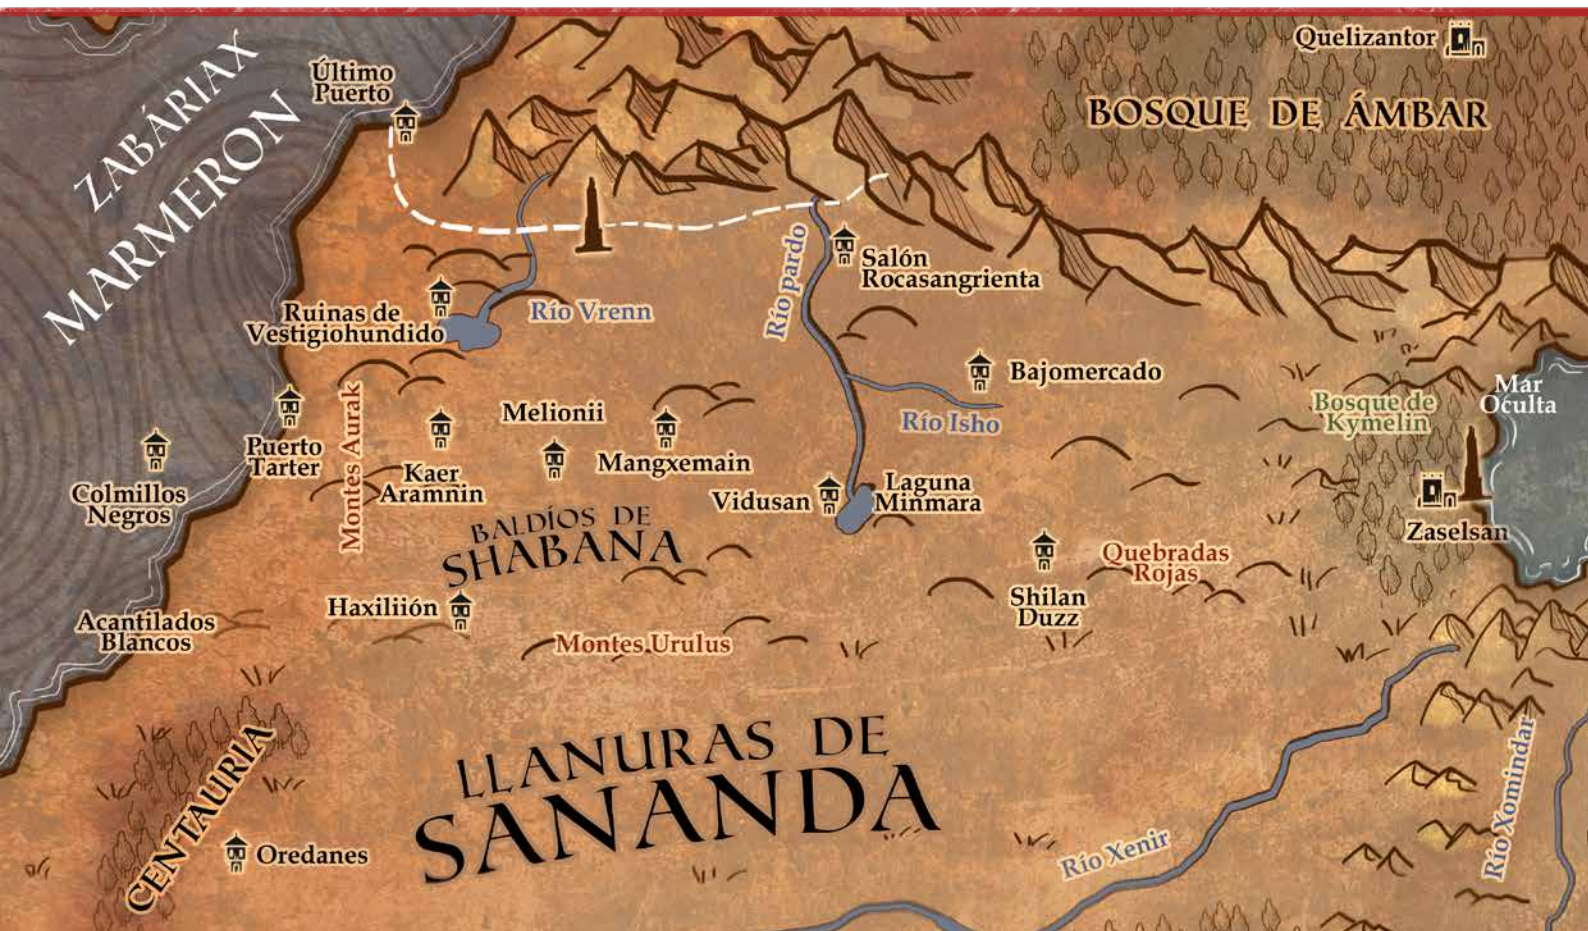 Quelizantor
ZABÁRIAX
MARMERON
Último
Puerto
BOSQUE DE ÁMBAR
Río pardo
Salón
Rocasangrienta
Ruinas de
Vestigiohundido
Río Vrenn
Bajomercado
Río Isho
Bosque de
Kymelin
Mar
Oculta
Puerto
Tarter
Montes Aurak
Melionii
Kaer
Aramnin
Mangxemain
Colmillos
Negros
Vidusan
Laguna
Minmara
Zaselsan
BALDÍOS DE
SHABANA
Quebradas
Rojas
Shilan
Duzz
Haxiliión
Acantilados
Blancos
Montes Urulus
LLANURAS DE
SANANDA
CENTAURIA
Oredanes
Río Xenir
Río Xomindar